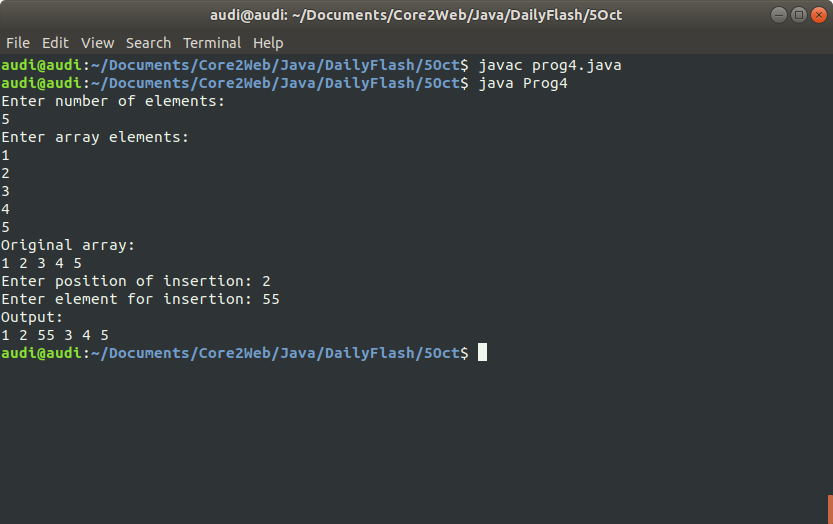 audi@audi: ~/Documents/Core2Web/Java/DailyFlash/5Oct
File Edit View Search Terminal Help
audi@audi:~/Documents/Core2Web/Java/DailyFlash/5Oct$ javac prog4.java
audi@audi:~/Documents/Core2Web/Java/DailyFlash/5Oct$ java Prog4
Enter number of elements:
5
Enter array elements:
1
2
3
4
5
Original array:
1 2 3 4 5
Enter position of insertion: 2
Enter element for insertion: 55
Output:
1 2 55 3 4 5
audi@audi:~/Documents/Core2Web/Java/DailyFlash/5Oct$